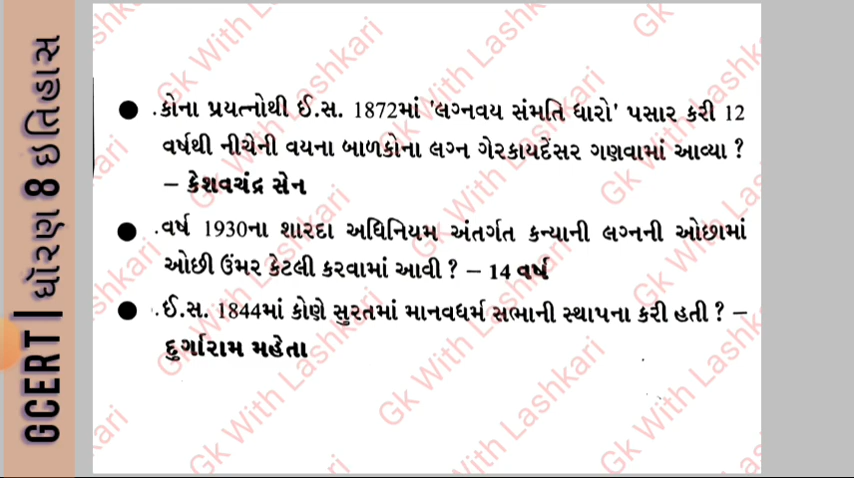 GCERT | ધોરણ 8 ઇતિહાસ
● .કોના પ્રયત્નોથી ઈ.સ. 1872માં 'લગ્નવય સંમતિ ધારો' પસાર કરી 12
વર્ષથી નીચેની વયના બાળકોના લગ્ન ગેરકાયદેસર ગણવામાં આવ્યા ?
– કેશવચંદ્ર સેન
● .વર્ષ 1930ના શારદા અધિનિયમ અંતર્ગત કન્યાની લગ્નની ઓછામાં
ઓછી ઉંમર કેટલી કરવામાં આવી ? – 14 વર્ષ
● .ઈ.સ. 1844માં કોણે સુરતમાં માનવધર્મ સભાની સ્થાપના કરી હતી ? –
દુર્ગારામ મહેતા
Gk With Lashkari